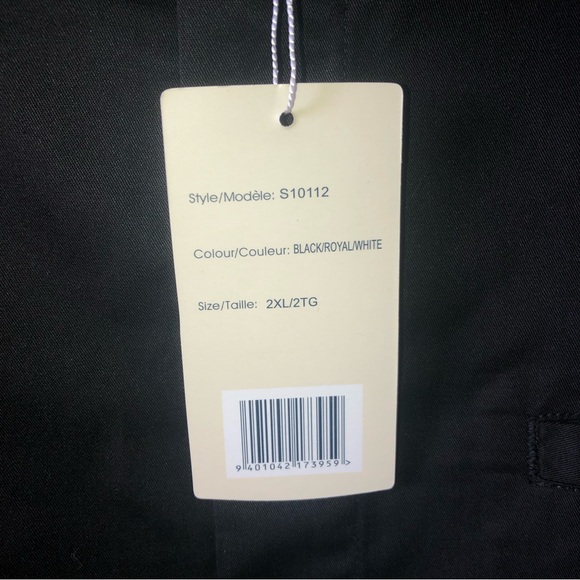 Style/Modèle: S10112
Colour/Couleur: BLACK/ROYAL/WHITE
Size/Taille: 2XL/2TG
9 401042 173959 >